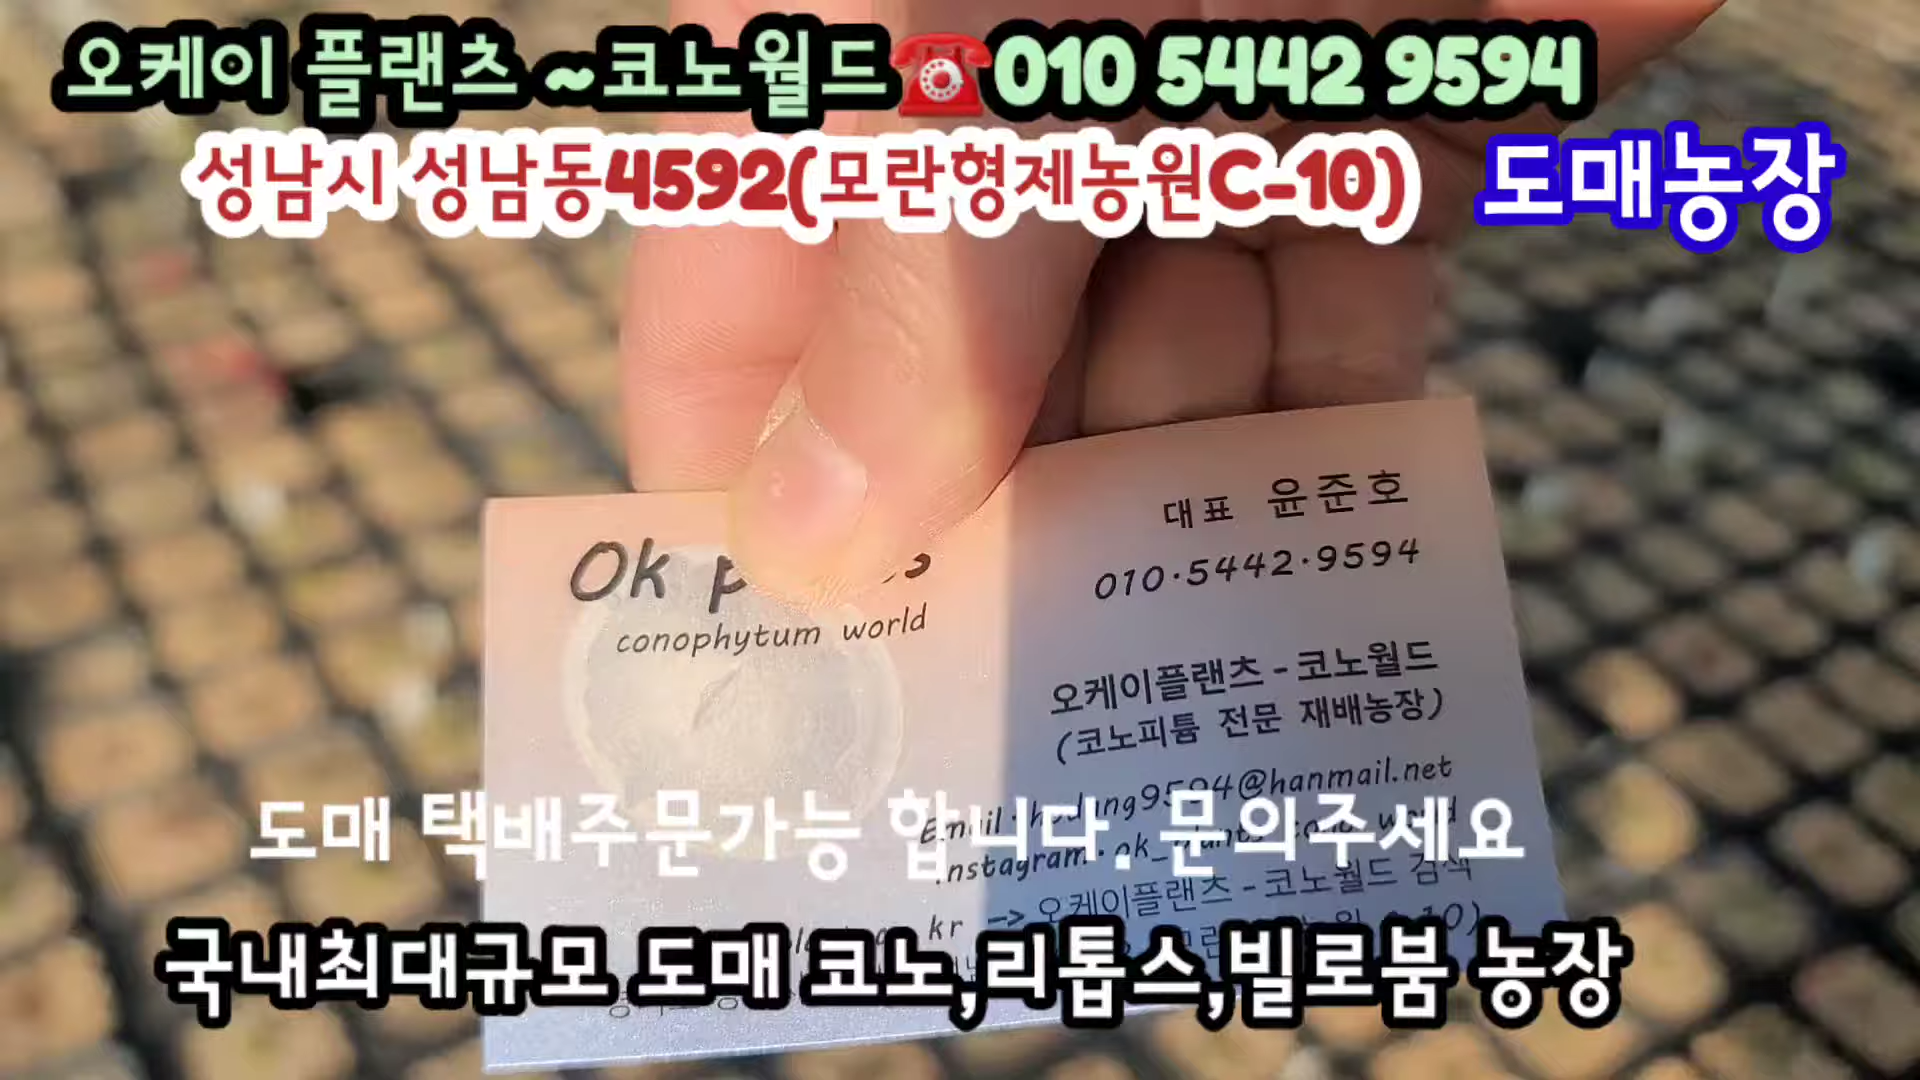 오케이 플랜츠 ~코노월드☎010 5442 9594
성남시 성남동4592(모란형제농원C-10) 도매농장
Ok
conophytum world
대표 윤준호
010·5442·9594
오케이플랜츠-코노월드
(코노피튬 전문 재배농장)
도매 택배주문가능 합니다. 문의주세요
kr -> 오케이플랜츠-코노월드 검색
국내최대규모 도매 코노,리톱스,빌로붐 농장